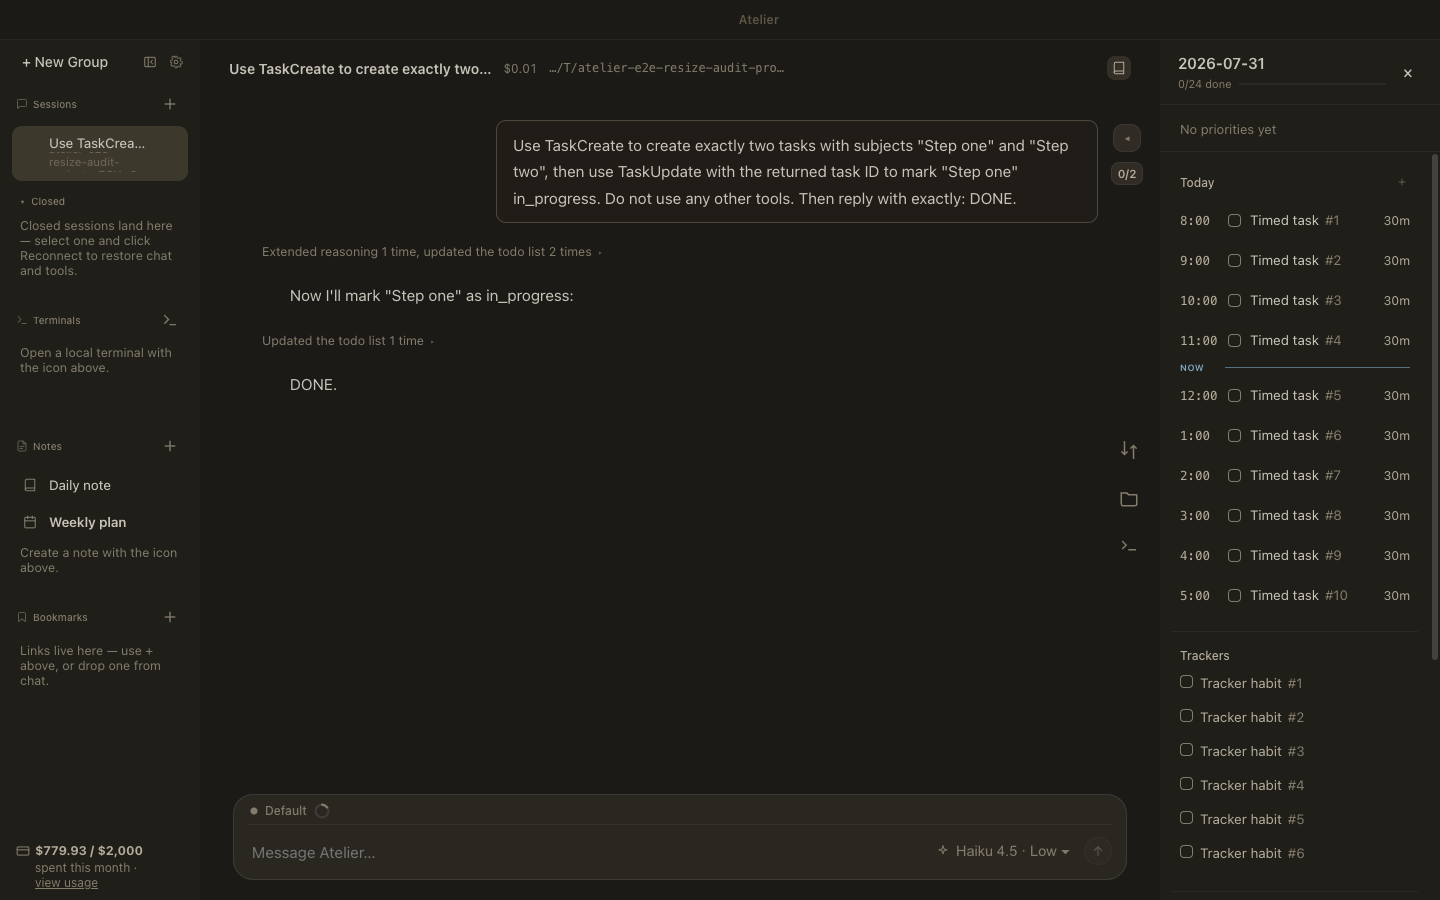 Atelier
+ New Group
Sessions
Use TaskCrea...
resize-audit-
Closed
Closed sessions land here
— select one and click
Reconnect to restore chat
and tools.
Terminals
Open a local terminal with
the icon above.
Notes
Daily note
Weekly plan
Create a note with the icon
above.
Bookmarks
Links live here — use +
above, or drop one from
chat.
$779.93 / $2,000
spent this month ·
view usage
Use TaskCreate to create exactly two... $0.01 …/T/atelier-e2e-resize-audit-pro…
Use TaskCreate to create exactly two tasks with subjects "Step one" and "Step
two", then use TaskUpdate with the returned task ID to mark "Step one"
in_progress. Do not use any other tools. Then reply with exactly: DONE.
0/2
Extended reasoning 1 time, updated the todo list 2 times
Now I'll mark "Step one" as in_progress:
Updated the todo list 1 time
DONE.
Default
Message Atelier...
Haiku 4.5 · Low
2026-07-31
0/24 done
No priorities yet
Today
8:00 Timed task #1 30m
9:00 Timed task #2 30m
10:00 Timed task #3 30m
11:00 Timed task #4 30m
NOW
12:00 Timed task #5 30m
1:00 Timed task #6 30m
2:00 Timed task #7 30m
3:00 Timed task #8 30m
4:00 Timed task #9 30m
5:00 Timed task #10 30m
Trackers
Tracker habit #1
Tracker habit #2
Tracker habit #3
Tracker habit #4
Tracker habit #5
Tracker habit #6